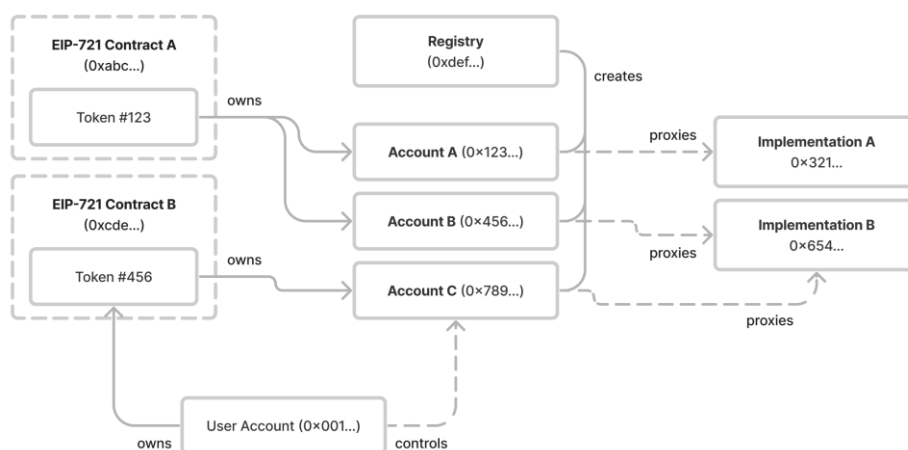 EIP-721 Contract A
(0xabc...)
Token #123
owns
Registry
(0xdef...)
creates
Account A (0×123...)
proxies
Implementation A
0×321...
EIP-721 Contract B
(0xcde...)
Token #456
owns
Account B (0×456...)
proxies
Implementation B
0×654...
Account C (0×789...)
proxies
User Account (0×001...)
owns
controls